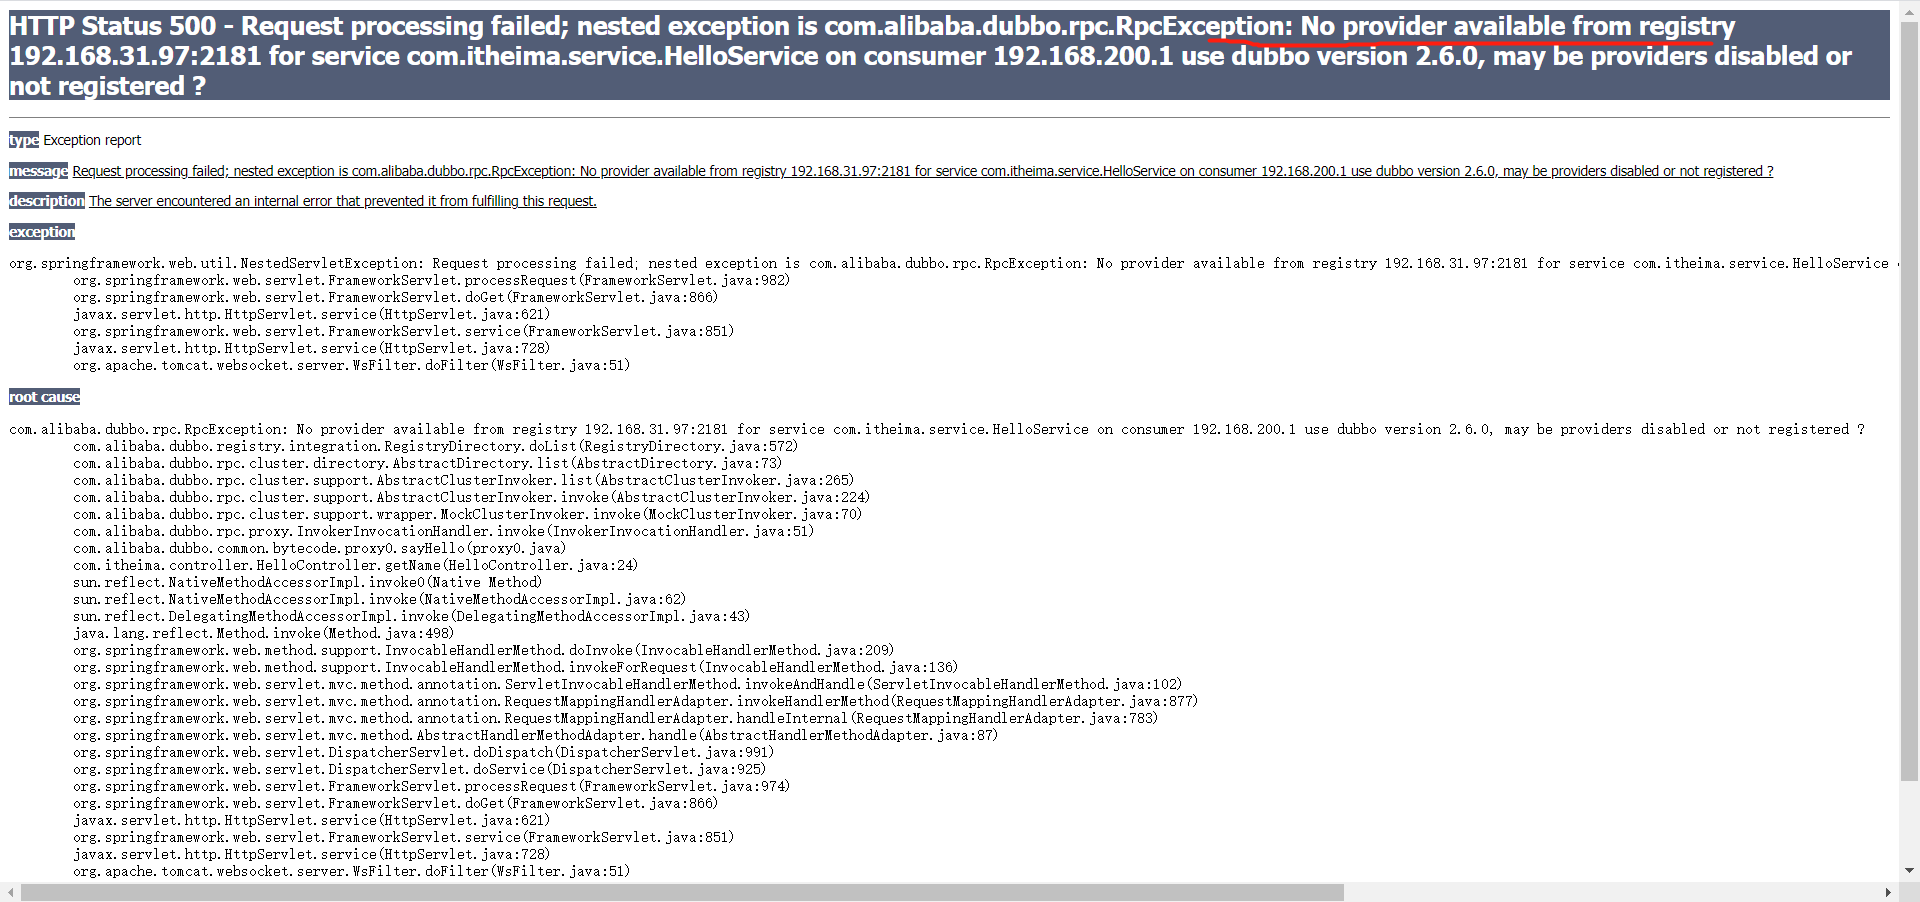 HTTP Status 500 - Request processing failed; nested exception is com.alibaba.dubbo.rpc.RpcException: No provider available from registry
192.168.31.97:2181 for service com.itheima.service.HelloService on consumer 192.168.200.1 use dubbo version 2.6.0, may be providers disabled or
not registered ?
type Exception report
message Request processing failed; nested exception is com.alibaba.dubbo.rpc.RpcException: No provider available from registry 192.168.31.97:2181 for service com.itheima.service.HelloService on consumer 192.168.200.1 use dubbo version 2.6.0, may be providers disabled or not registered ?
description The server encountered an internal error that prevented it from fulfilling this request.
exception
org.springframework.web.util.NestedServletException: Request processing failed; nested exception is com.alibaba.dubbo.rpc.RpcException: No provider available from registry 192.168.31.97:2181 for service com.itheima.service.HelloService
org.springframework.web.servlet.FrameworkServlet.processRequest(FrameworkServlet.java:982)
org.springframework.web.servlet.FrameworkServlet.doGet(FrameworkServlet.java:866)
javax.servlet.http.HttpServlet.service(HttpServlet.java:621)
org.springframework.web.servlet.FrameworkServlet.service(FrameworkServlet.java:851)
javax.servlet.http.HttpServlet.service(HttpServlet.java:728)
org.apache.tomcat.websocket.server.WsFilter.doFilter(WsFilter.java:51)
root cause
com.alibaba.dubbo.rpc.RpcException: No provider available from registry 192.168.31.97:2181 for service com.itheima.service.HelloService on consumer 192.168.200.1 use dubbo version 2.6.0, may be providers disabled or not registered ?
com.alibaba.dubbo.registry.integration.RegistryDirectory.doList(RegistryDirectory.java:572)
com.alibaba.dubbo.rpc.cluster.directory.AbstractDirectory.list(AbstractDirectory.java:73)
com.alibaba.dubbo.rpc.cluster.support.AbstractClusterInvoker.list(AbstractClusterInvoker.java:265)
com.alibaba.dubbo.rpc.cluster.support.AbstractClusterInvoker.invoke(AbstractClusterInvoker.java:224)
com.alibaba.dubbo.rpc.cluster.support.wrapper.MockClusterInvoker.invoke(MockClusterInvoker.java:70)
com.alibaba.dubbo.rpc.proxy.InvokerInvocationHandler.invoke(InvokerInvocationHandler.java:51)
com.alibaba.dubbo.common.bytecode.proxy0.sayHello(proxy0.java)
com.itheima.controller.HelloController.getName(HelloController.java:24)
sun.reflect.NativeMethodAccessorImpl.invoke0(Native Method)
sun.reflect.NativeMethodAccessorImpl.invoke(NativeMethodAccessorImpl.java:62)
sun.reflect.DelegatingMethodAccessorImpl.invoke(DelegatingMethodAccessorImpl.java:43)
java.lang.reflect.Method.invoke(Method.java:498)
org.springframework.web.method.support.InvocableHandlerMethod.doInvoke(InvocableHandlerMethod.java:209)
org.springframework.web.method.support.InvocableHandlerMethod.invokeForRequest(InvocableHandlerMethod.java:136)
org.springframework.web.servlet.mvc.method.annotation.ServletInvocableHandlerMethod.invokeAndHandle(ServletInvocableHandlerMethod.java:102)
org.springframework.web.servlet.mvc.method.annotation.RequestMappingHandlerAdapter.invokeHandlerMethod(RequestMappingHandlerAdapter.java:877)
org.springframework.web.servlet.mvc.method.annotation.RequestMappingHandlerAdapter.handleInternal(RequestMappingHandlerAdapter.java:783)
org.springframework.web.servlet.mvc.method.AbstractHandlerMethodAdapter.handle(AbstractHandlerMethodAdapter.java:87)
org.springframework.web.servlet.DispatcherServlet.doDispatch(DispatcherServlet.java:991)
org.springframework.web.servlet.DispatcherServlet.doService(DispatcherServlet.java:925)
org.springframework.web.servlet.FrameworkServlet.processRequest(FrameworkServlet.java:974)
org.springframework.web.servlet.FrameworkServlet.doGet(FrameworkServlet.java:866)
javax.servlet.http.HttpServlet.service(HttpServlet.java:621)
org.springframework.web.servlet.FrameworkServlet.service(FrameworkServlet.java:851)
javax.servlet.http.HttpServlet.service(HttpServlet.java:728)
org.apache.tomcat.websocket.server.WsFilter.doFilter(WsFilter.java:51)